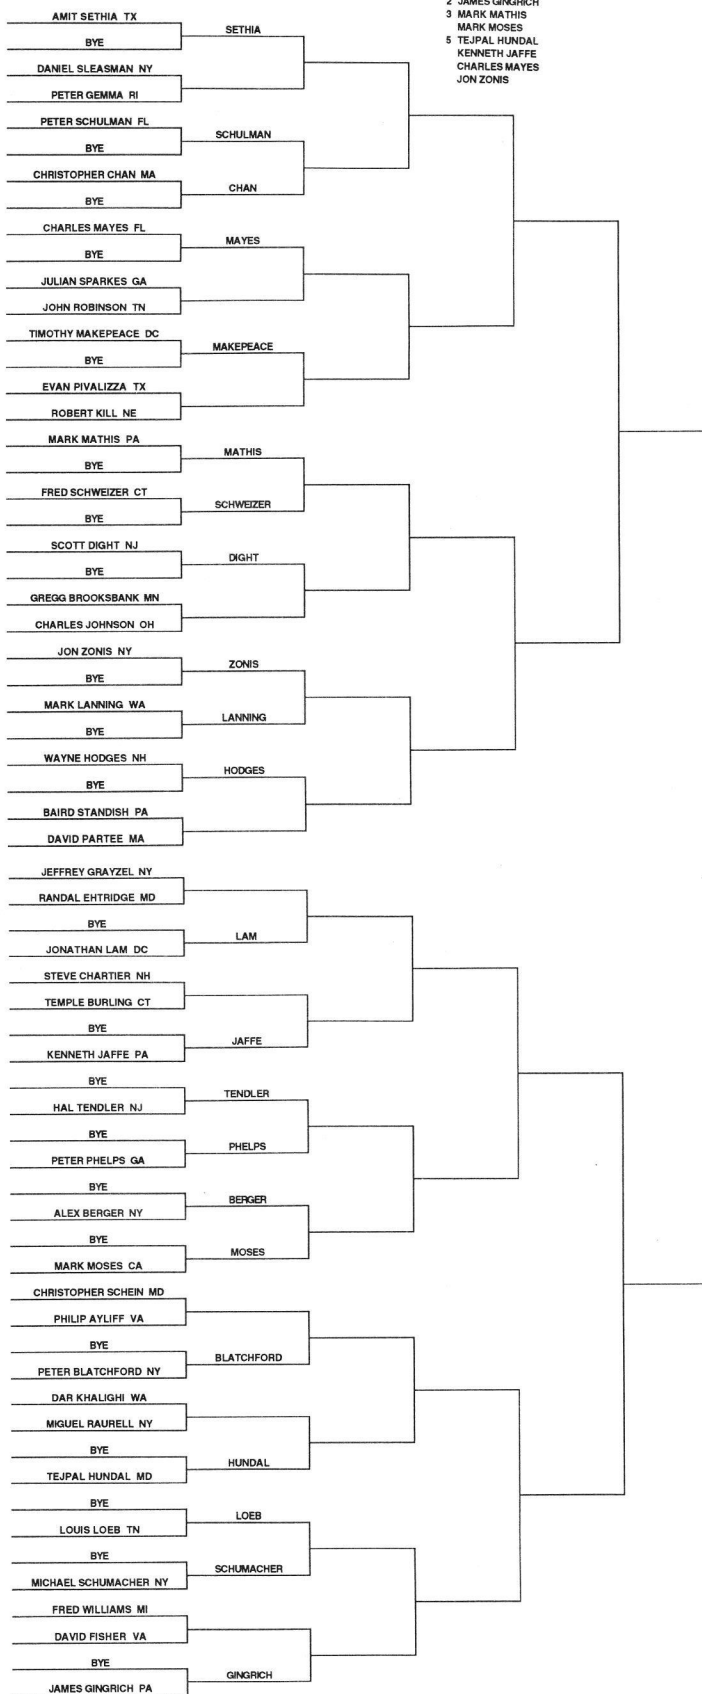 2 JAMES GINGRICH
3 MARK MATHIS
MARK MOSES
5 TEJPAL HUNDAL
KENNETH JAFFE
CHARLES MAYES
JON ZONIS
AMIT SETHIA TX
SETHIA
BYE
DANIEL SLEASMAN NY
PETER GEMMA RI
PETER SCHULMAN FL
SCHULMAN
BYE
CHRISTOPHER CHAN MA
CHAN
BYE
CHARLES MAYES FL
MAYES
BYE
JULIAN SPARKES GA
JOHN ROBINSON TN
TIMOTHY MAKEPEACE DC
MAKEPEACE
BYE
EVAN PIVALIZZA TX
ROBERT KILL NE
MARK MATHIS PA
MATHIS
BYE
FRED SCHWEIZER CT
SCHWEIZER
BYE
SCOTT DIGHT NJ
DIGHT
BYE
GREGG BROOKSBANK MN
CHARLES JOHNSON OH
JON ZONIS NY
ZONIS
BYE
MARK LANNING WA
LANNING
BYE
WAYNE HODGES NH
HODGES
BYE
BAIRD STANDISH PA
DAVID PARTEE MA
JEFFREY GRAYZEL NY
RANDAL EHTRIDGE MD
BYE
LAM
JONATHAN LAM DC
STEVE CHARTIER NH
TEMPLE BURLING CT
BYE
JAFFE
KENNETH JAFFE PA
BYE
TENDLER
HAL TENDLER NJ
BYE
PHELPS
PETER PHELPS GA
BYE
BERGER
ALEX BERGER NY
BYE
MOSES
MARK MOSES CA
CHRISTOPHER SCHEIN MD
PHILIP AYLIFF VA
BYE
BLATCHFORD
PETER BLATCHFORD NY
DAR KHALIGHI WA
MIGUEL RAURELL NY
BYE
HUNDAL
TEJPAL HUNDAL MD
BYE
LOEB
LOUIS LOEB TN
BYE
SCHUMACHER
MICHAEL SCHUMACHER NY
FRED WILLIAMS MI
DAVID FISHER VA
BYE
GINGRICH
JAMES GINGRICH PA